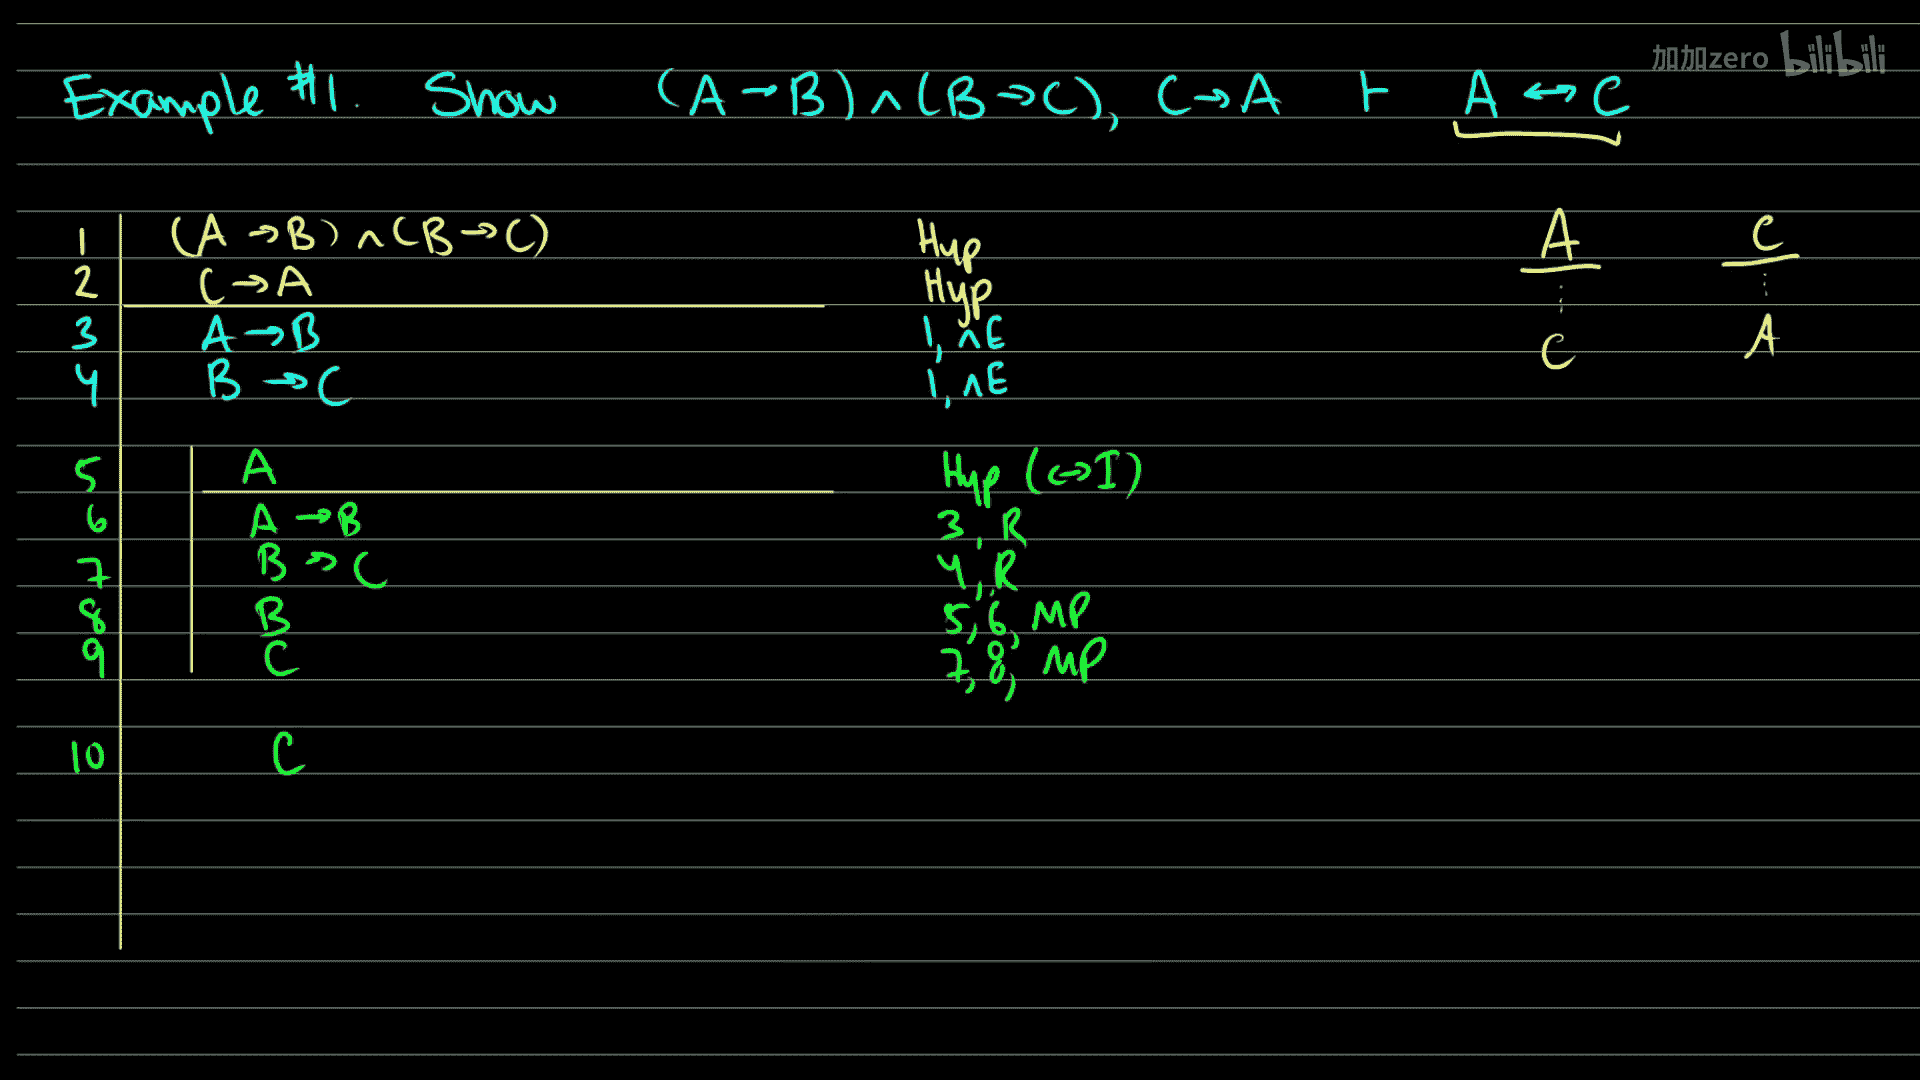 加加zero bilibili
Example #1. Show (A→B)∧(B→C), C→A ⊢ A↔C
1 (A→B)∧(B→C) Hyp
2 C→A Hyp
3 A→B 1, ∧E
4 B→C 1, ∧E
5 A Hyp (↔I)
6 A→B 3, R
7 B→C 4, R
8 B 5, 6, MP
9 C 7, 8, MP
10 C
A C
⋮ ⋮
C A